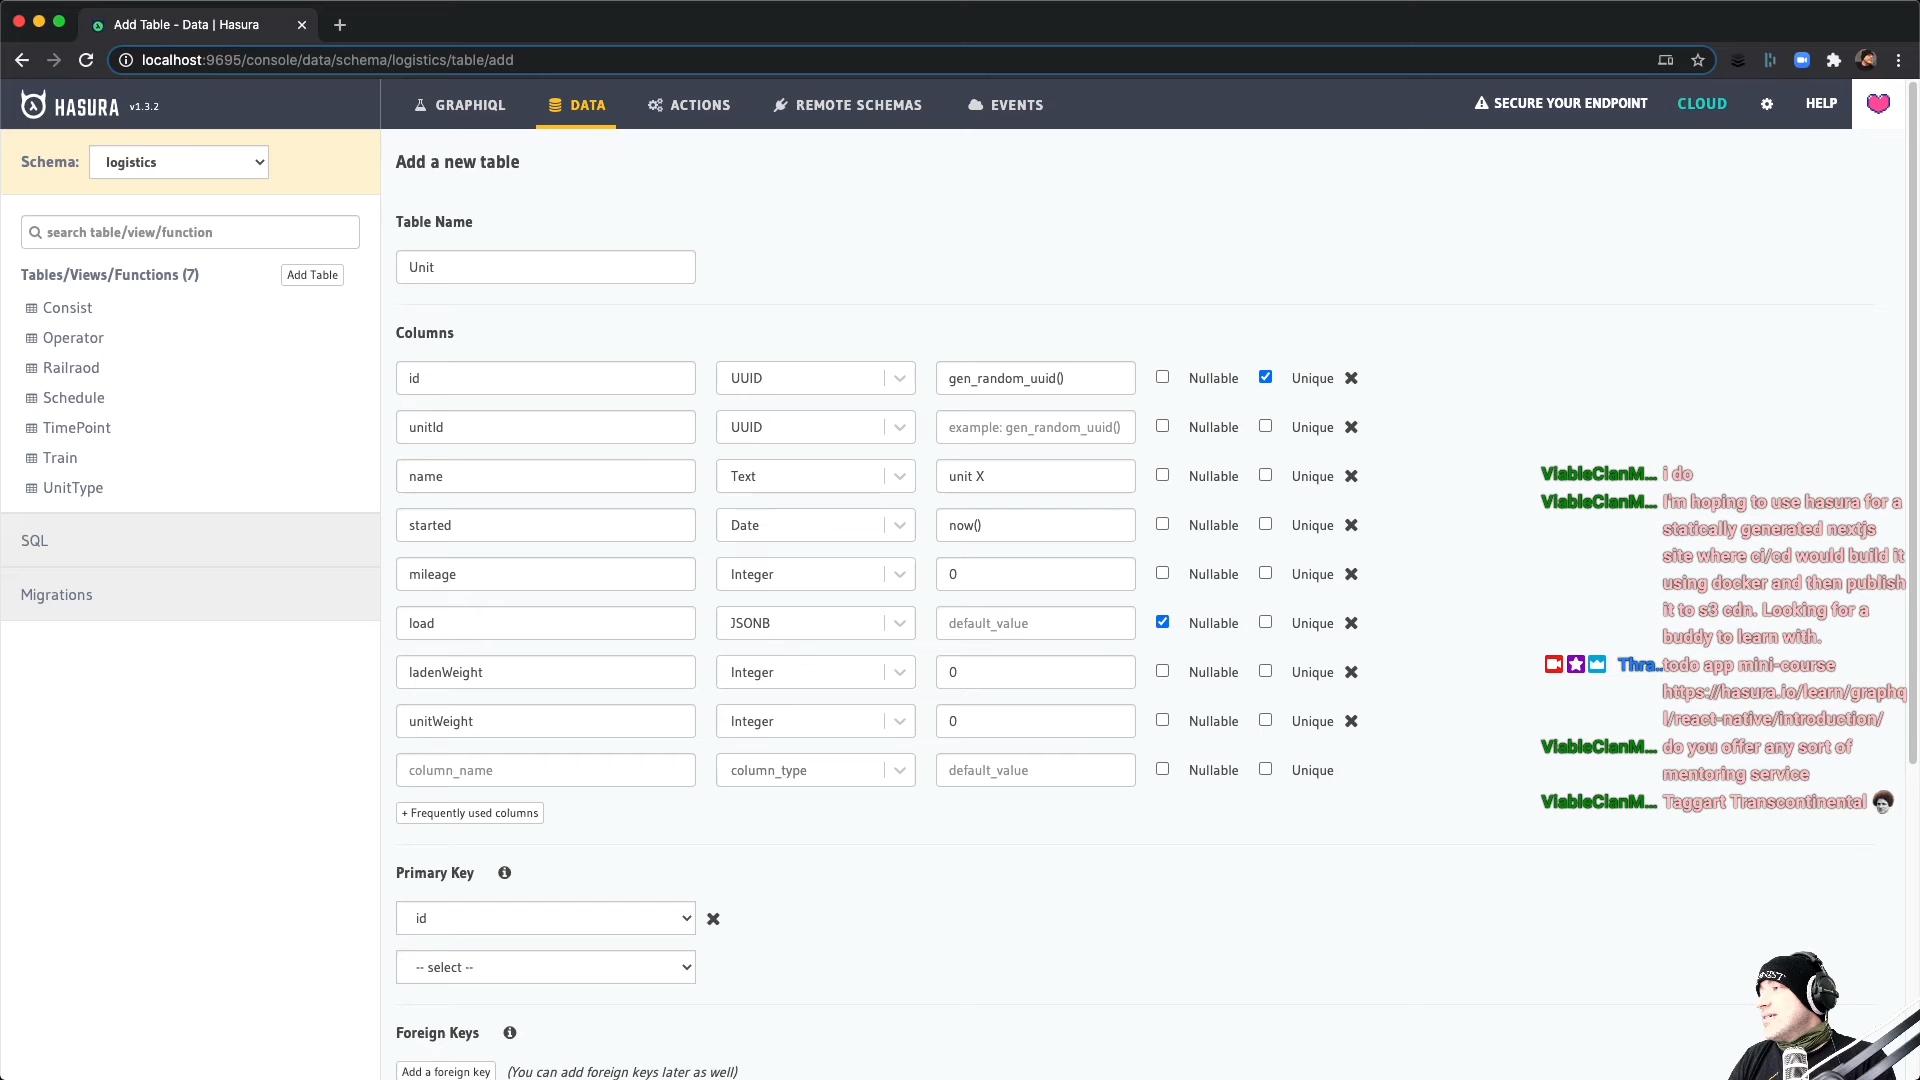 Add Table - Data | Hasura
localhost:9695/console/data/schema/logistics/table/add
HASURA v1.3.2
GRAPHIQL
DATA
ACTIONS
REMOTE SCHEMAS
EVENTS
SECURE YOUR ENDPOINT
CLOUD
HELP
Schema: logistics
search table/view/function
Tables/Views/Functions (7) Add Table
Consist
Operator
Railraod
Schedule
TimePoint
Train
UnitType
SQL
Migrations
Add a new table
Table Name
Unit
Columns
id UUID gen_random_uuid() Nullable Unique
unitId UUID example: gen_random_uuid() Nullable Unique
name Text unit X Nullable Unique
started Date now() Nullable Unique
mileage Integer 0 Nullable Unique
load JSONB default_value Nullable Unique
ladenWeight Integer 0 Nullable Unique
unitWeight Integer 0 Nullable Unique
column_name column_type default_value Nullable Unique
+ Frequently used columns
Primary Key
id
-- select --
Foreign Keys
Add a foreign key (You can add foreign keys later as well)
ViableClanM... i do
ViableClanM... I'm hoping to use hasura for a
statically generated nextjs
site where ci/cd would build it
using docker and then publish
it to s3 cdn. Looking for a
buddy to learn with.
Thra... todo app mini-course
https://hasura.io/learn/graphq
l/react-native/introduction/
ViableClanM... do you offer any sort of
mentoring service
ViableClanM... Taggart Transcontinental